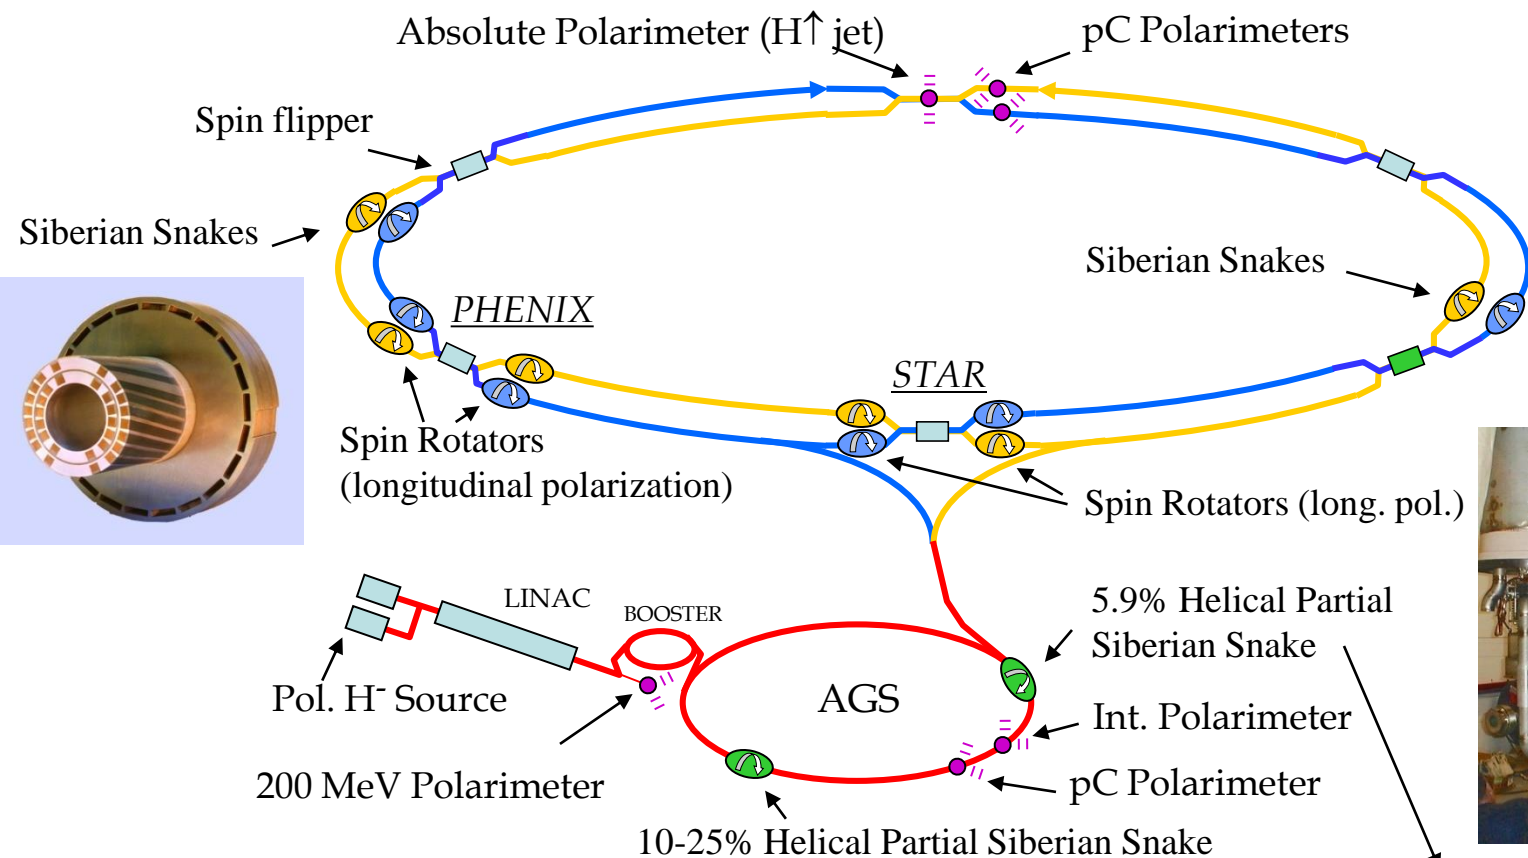 Absolute Polarimeter (H↑ jet)
pC Polarimeters
Spin flipper
Siberian Snakes
Siberian Snakes
PHENIX
STAR
Spin Rotators
(longitudinal polarization)
Spin Rotators (long. pol.)
LINAC
BOOSTER
5.9% Helical Partial
Siberian Snake
Pol. H⁻ Source
AGS
Int. Polarimeter
200 MeV Polarimeter
pC Polarimeter
10-25% Helical Partial Siberian Snake